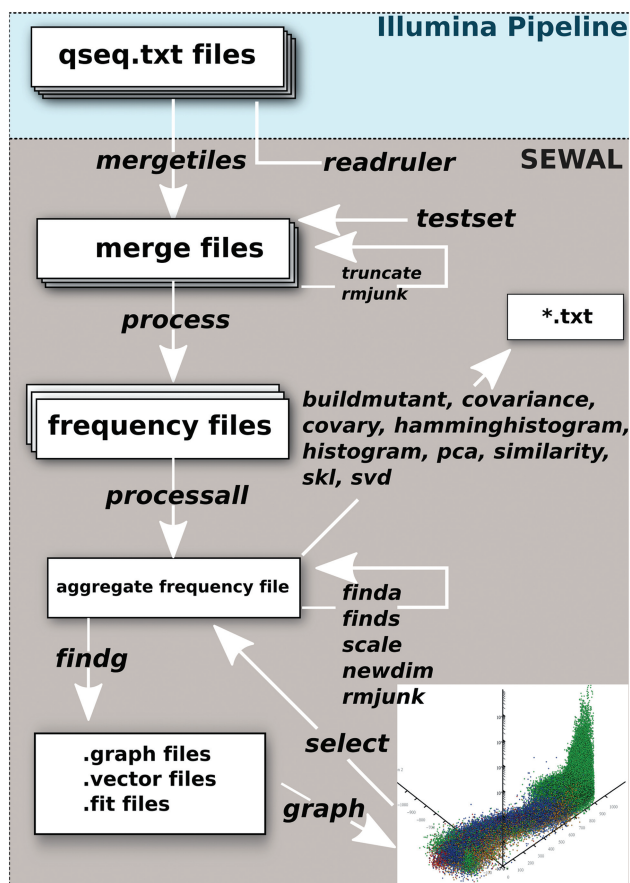 Illumina Pipeline
qseq.txt files
mergetiles
readruler
SEWAL
testset
merge files
truncate
rmjunk
process
*.txt
buildmutant, covariance,
covary, hamminghistogram,
histogram, pca, similarity,
skl, svd
frequency files
processall
aggregate frequency file
finda
finds
scale
newdim
rmjunk
findg
.graph files
.vector files
.fit files
select
graph